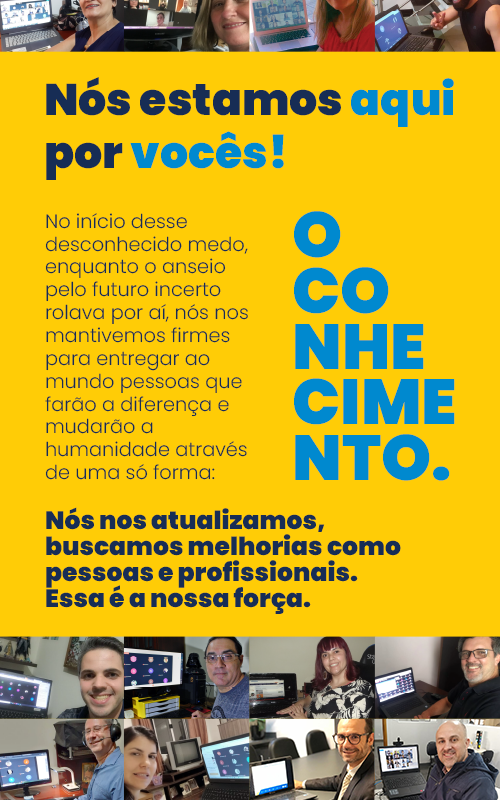 Nós estamos aqui
por vocês!
No início desse
desconhecido medo,
enquanto o anseio
pelo futuro incerto
rolava por aí, nós nos
mantivemos firmes
para entregar ao
mundo pessoas que
farão a diferença e
mudarão a
humanidade através
de uma só forma:
O
CO
NHE
CIME
NTO.
Nós nos atualizamos,
buscamos melhorias como
pessoas e profissionais.
Essa é a nossa força.